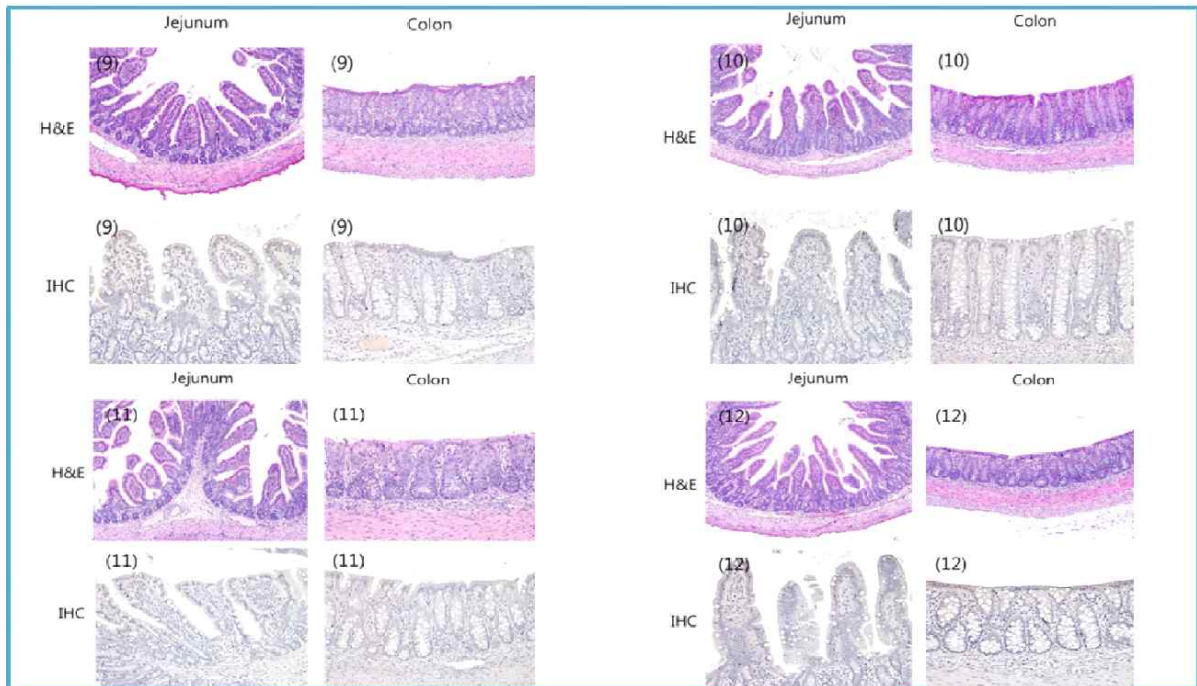 Jejunum Colon Jejunum Colon
(9) (9) (10) (10)
H&E H&E
(9) (9) (10) (10)
IHC IHC
Jejunum Colon Jejunum Colon
(11) (11) (12) (12)
H&E H&E
(11) (11) (12) (12)
IHC IHC